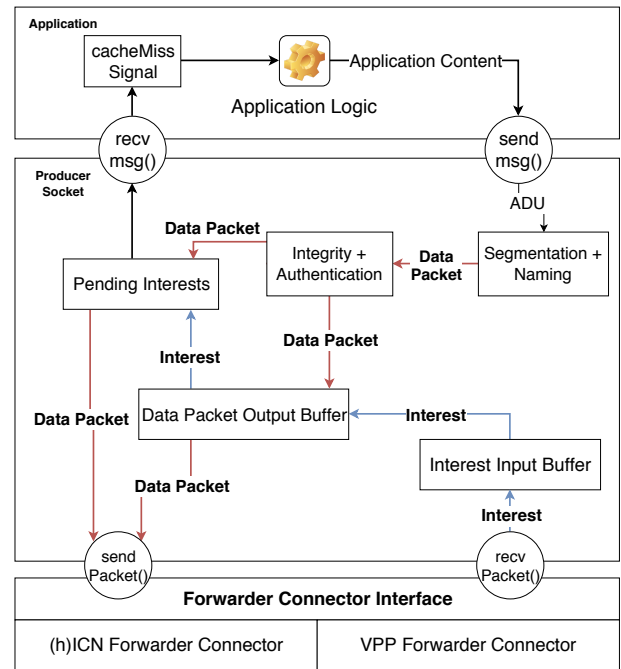 Application
cacheMiss
Signal
Application Content
Application Logic
recv
msg()
send
msg()
Producer
Socket
ADU
Data Packet
Integrity +
Authentication
Data
Packet
Segmentation +
Naming
Pending Interests
Data Packet
Interest
Data Packet
Data Packet Output Buffer
Interest
Interest Input Buffer
Data Packet
Interest
send
Packet()
recv
Packet()
Forwarder Connector Interface
(h)ICN Forwarder Connector
VPP Forwarder Connector